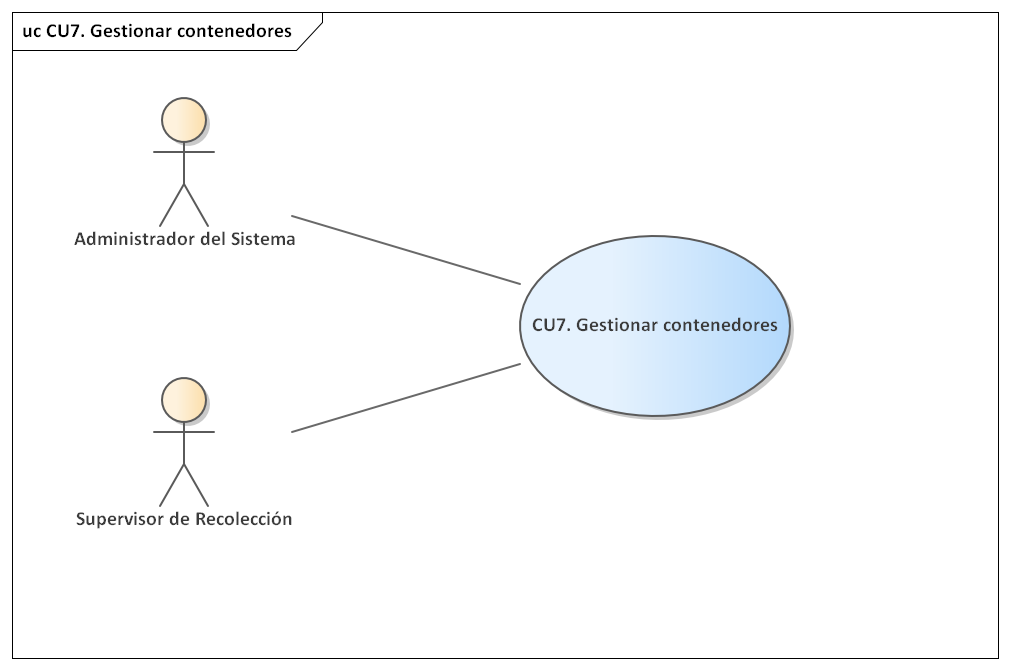 uc CU7. Gestionar contenedores
Administrador del Sistema
CU7. Gestionar contenedores
Supervisor de Recolección